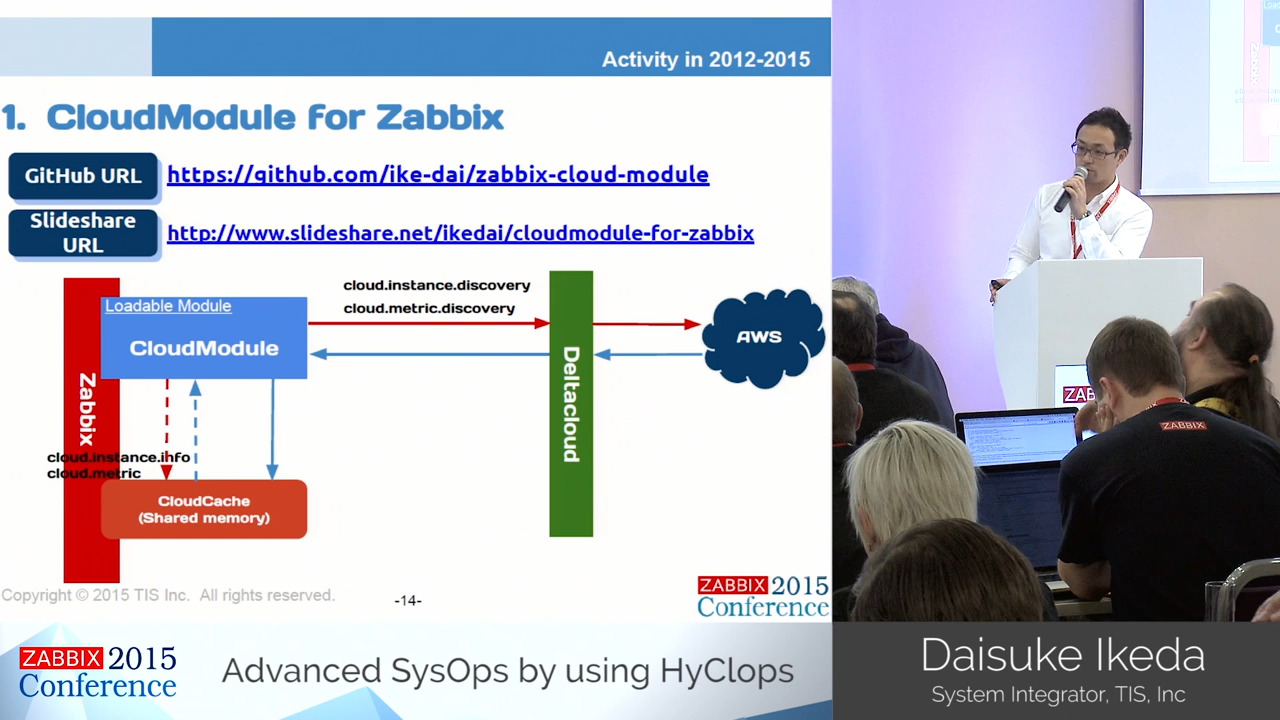 Activity in 2012-2015
1. CloudModule for Zabbix
GitHub URL
https://github.com/ike-dai/zabbix-cloud-module
Slideshare
URL
http://www.slideshare.net/ikedai/cloudmodule-for-zabbix
cloud.instance.discovery
cloud.metric.discovery
Loadable Module
CloudModule
AWS
Deltacloud
Zabbix
cloud.instance.info
cloud.metric
CloudCache
(Shared memory)
Copyright © 2015 TIS Inc. All rights reserved.
-14-
ZABBIX 2015
Conference
ZABBIX
ZABBIX 2015
Conference
Advanced SysOps by using HyClops
Daisuke Ikeda
System Integrator, TIS, Inc